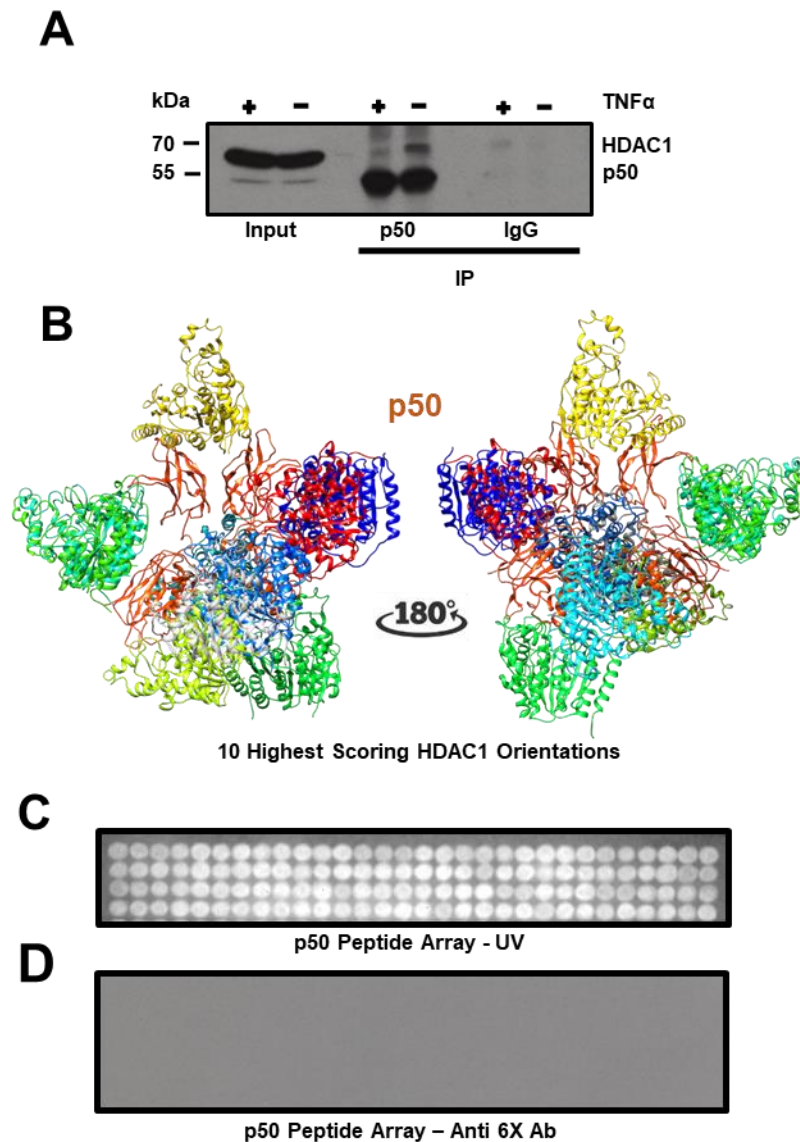 A
kDa
+ − + − + − TNFα
70 – HDAC1
55 – p50
Input p50 IgG
IP
B
p50
180°
10 Highest Scoring HDAC1 Orientations
C
p50 Peptide Array - UV
D
p50 Peptide Array – Anti 6X Ab